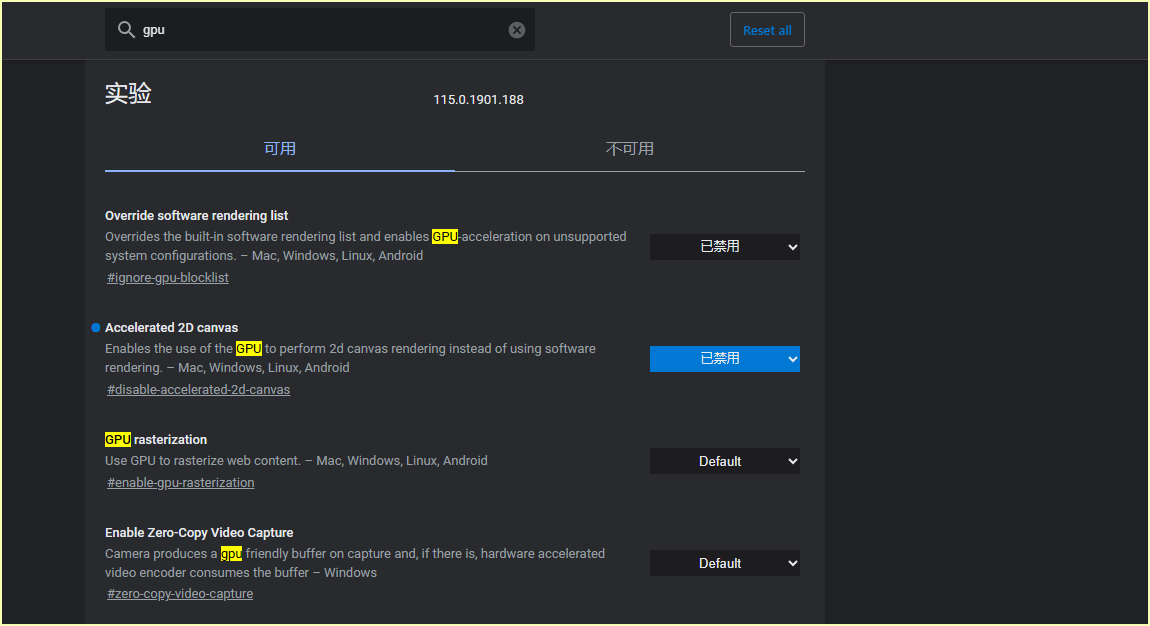 gpu
Reset all
实验
115.0.1901.188
可用
不可用
Override software rendering list
Overrides the built-in software rendering list and enables GPU-acceleration on unsupported
system configurations. – Mac, Windows, Linux, Android
已禁用
#ignore-gpu-blocklist
Accelerated 2D canvas
Enables the use of the GPU to perform 2d canvas rendering instead of using software
rendering. – Mac, Windows, Linux, Android
已禁用
#disable-accelerated-2d-canvas
GPU rasterization
Use GPU to rasterize web content. – Mac, Windows, Linux, Android
Default
#enable-gpu-rasterization
Enable Zero-Copy Video Capture
Camera produces a gpu friendly buffer on capture and, if there is, hardware accelerated
video encoder consumes the buffer – Windows
Default
#zero-copy-video-capture